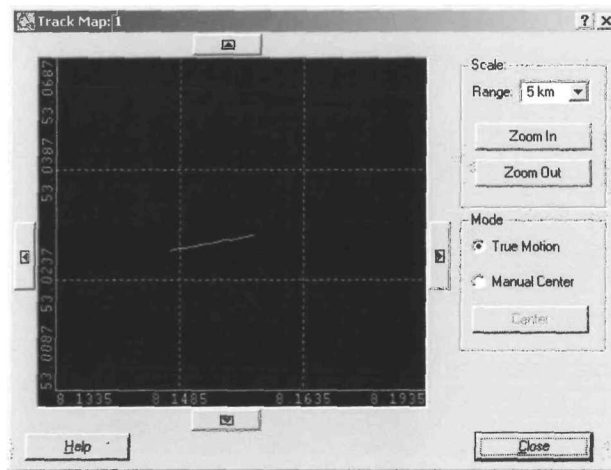 Track Map: 1
Scale:
Range: 5 km
Zoom In
Zoom Out
Mode
True Motion
Manual Center
Center
53.0687
53.0387
53.0237
53.0087
8.1335 8.1485 8.1635 8.1935
Help
Close